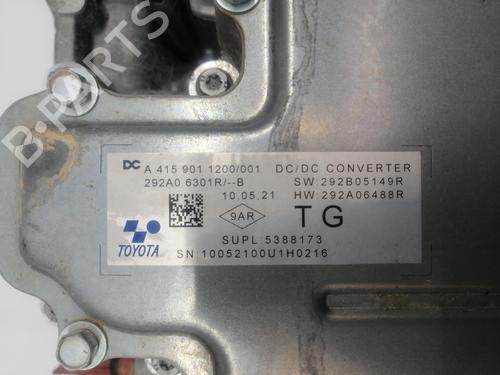 B-PARTS
DC A 415 901 1200/001 DC/DC CONVERTER
292A0 6301R/--B SW:292B05149R
10.05.21 HW:292A06488R
9AR TG
TOYOTA
SUPL:5388173
SN:10052100U1H0216